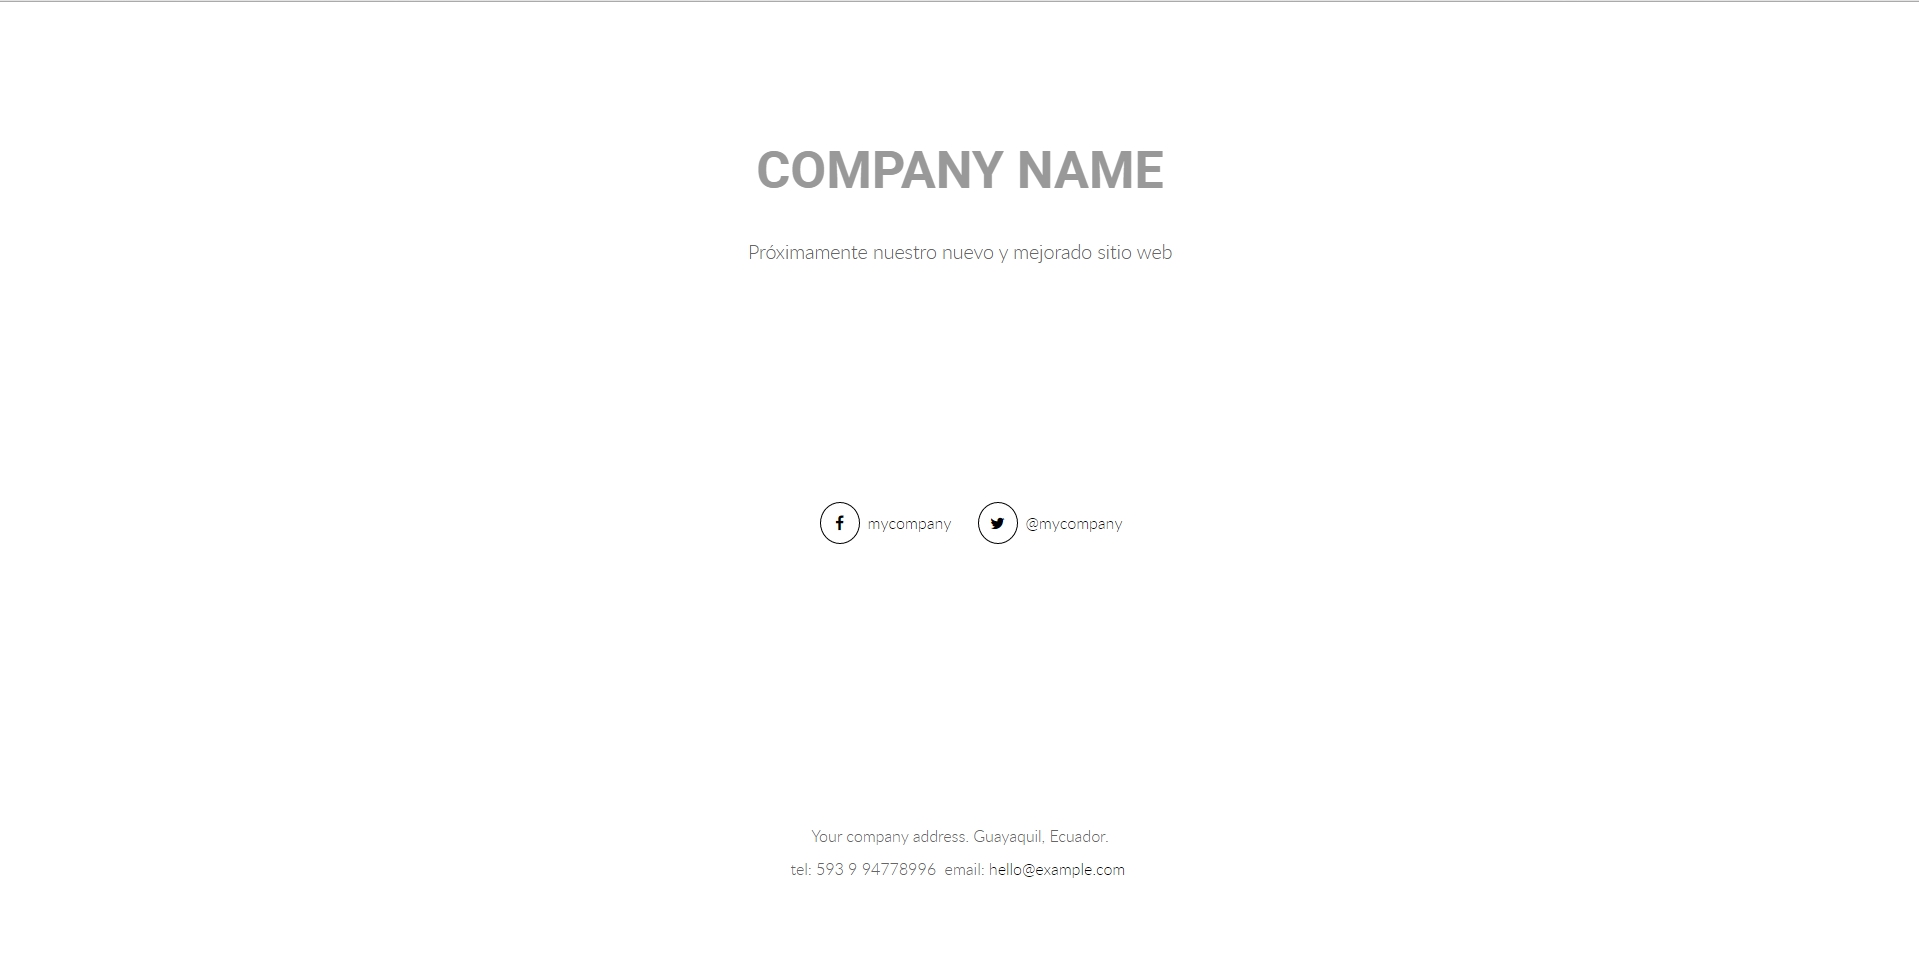 COMPANY NAME
Próximamente nuestro nuevo y mejorado sitio web
mycompany @mycompany
Your company address. Guayaquil, Ecuador.
tel: 593 9 94778996 email: hello@example.com